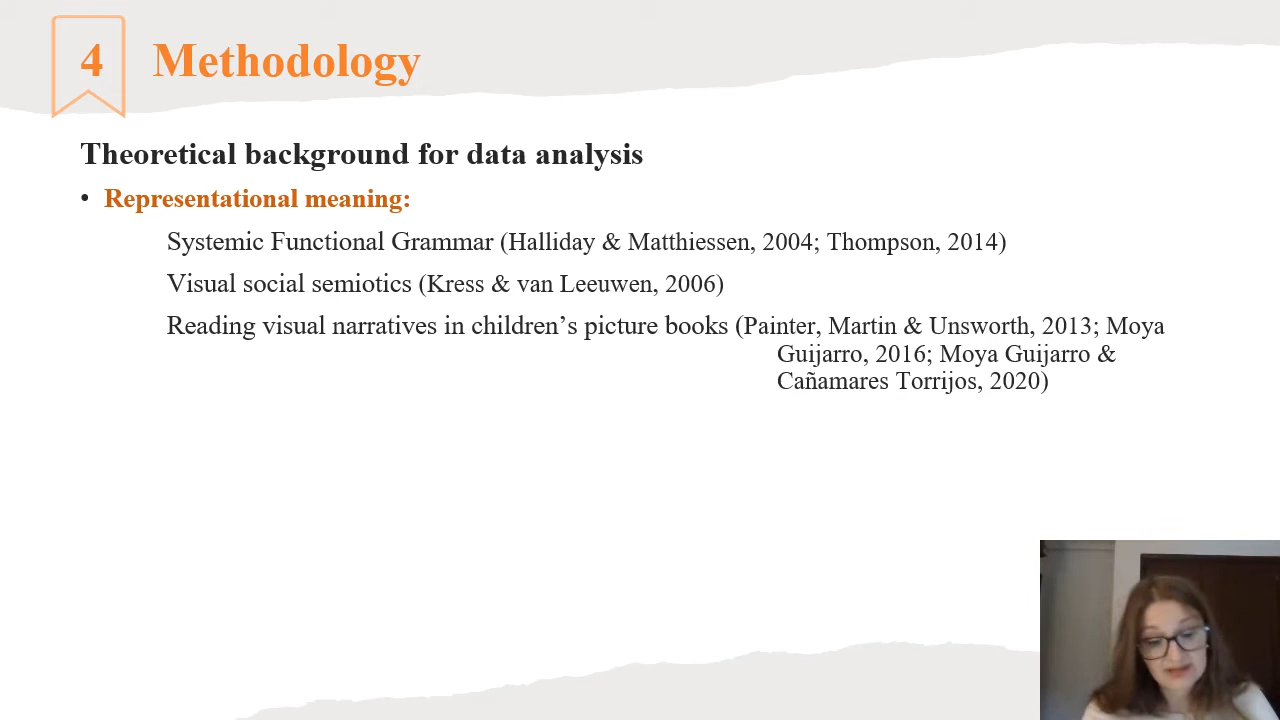 4 Methodology
Theoretical background for data analysis
• Representational meaning:
Systemic Functional Grammar (Halliday & Matthiessen, 2004; Thompson, 2014)
Visual social semiotics (Kress & van Leeuwen, 2006)
Reading visual narratives in children’s picture books (Painter, Martin & Unsworth, 2013; Moya
Guijarro, 2016; Moya Guijarro &
Cañamares Torrijos, 2020)